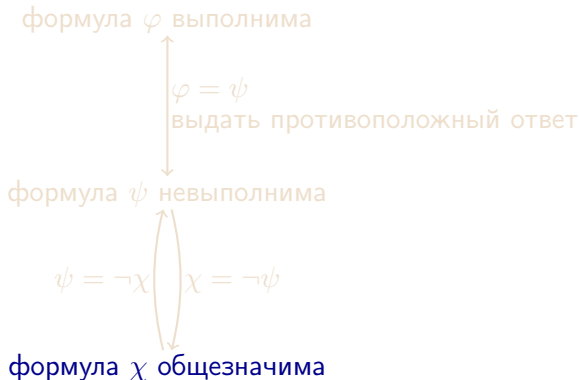 формула φ выполнима
φ = ψ
выдать противоположный ответ
формула ψ невыполнима
ψ = ¬χ χ = ¬ψ
формула χ общезначима